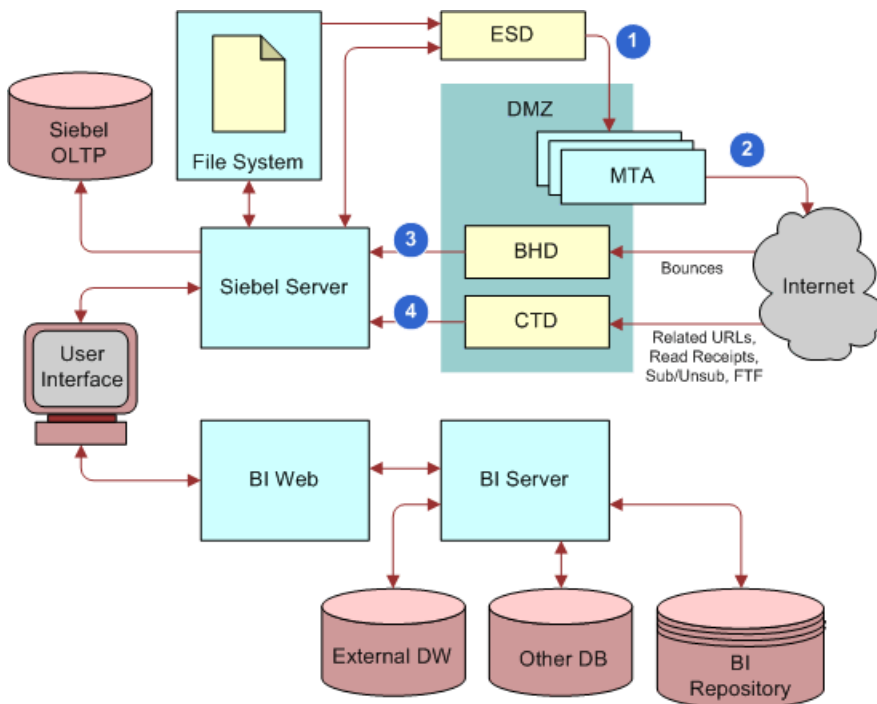 ESD
1
File System
Siebel
OLTP
DMZ
MTA
2
3
BHD
Bounces
Internet
Siebel Server
4
CTD
Related URLs,
Read Receipts,
Sub/Unsub, FTF
User
Interface
BI Web
BI Server
External DW
Other DB
BI
Repository